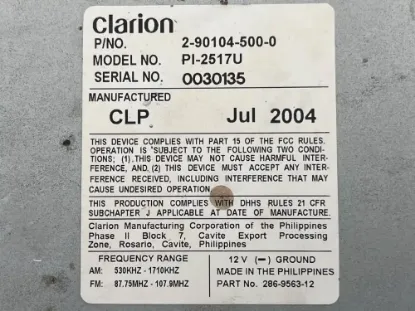 clarion
P/NO. 2-90104-500-0
MODEL NO. PI-2517U
SERIAL NO. 0030135
MANUFACTURED
CLP Jul 2004
THIS DEVICE COMPLIES WITH PART 15 OF THE FCC RULES.
OPERATION IS SUBJECT TO THE FOLLOWING TWO CONDI-
TIONS; (1).THIS DEVICE MAY NOT CAUSE HARMFUL INTER-
FERENCE, AND (2) THIS DEVICE MUST ACCEPT ANY INTER-
FERENCE RECEIVED, INCLUDING INTERFERENCE THAT MAY
CAUSE UNDESIRED OPERATION
THIS PRODUCTION COMPLIES WITH DHHS RULES 21 CFR
SUBCHAPTER J APPLICABLE AT DATE OF MANUFACTURE.
Clarion Manufacturing Corporation of the Philippines
Phase II Block 7, Cavite Export Processing
Zone, Rosario, Cavite, Philippines
FREQUENCY RANGE
AM: 530KHZ - 1710KHZ
FM: 87.75MHZ - 107.9MHZ
12 V (−) GROUND
MADE IN THE PHILIPPINES
PART No. 286-9563-12